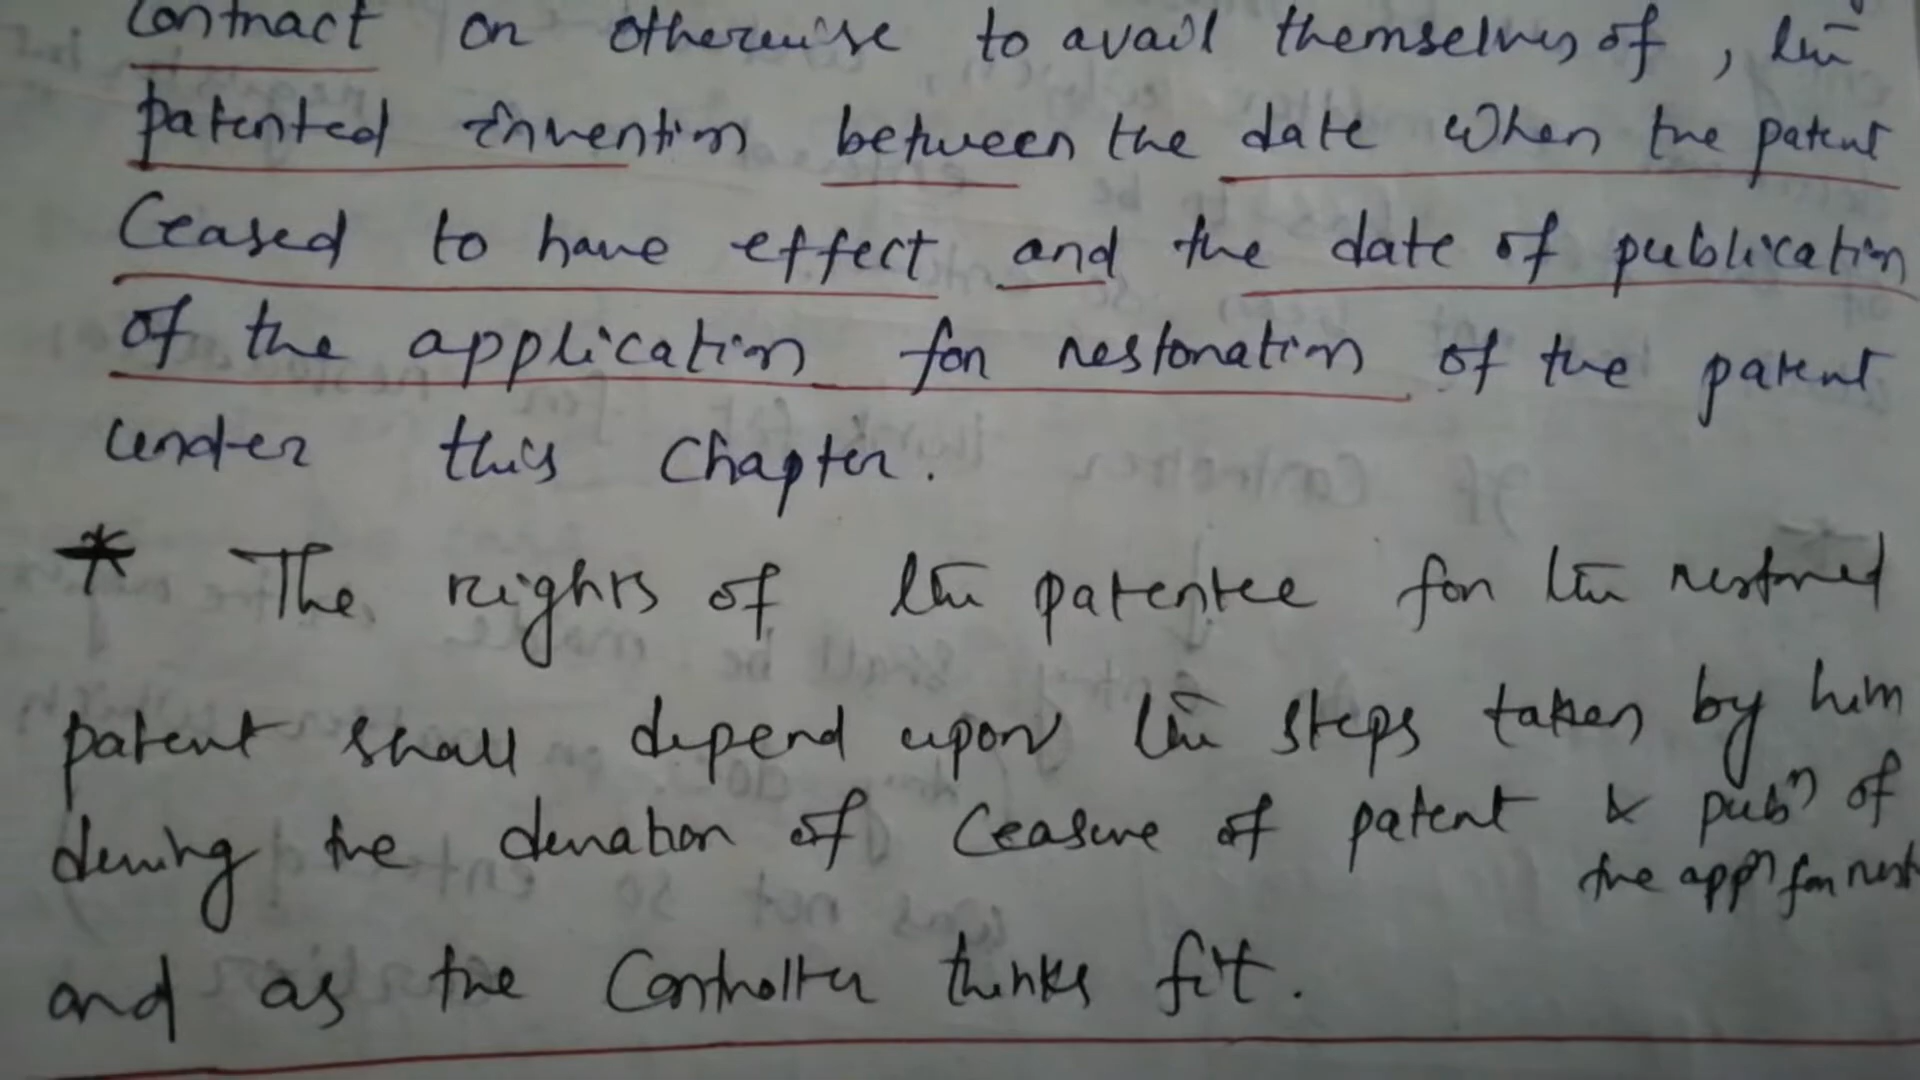 contract or otherwise to avail themselves of, the
patented invention between the date when the patent
ceased to have effect and the date of publication
of the application for restoration of the patent
under this Chapter.
* The rights of the patentee for the restored
patent shall depend upon the steps taken by him
during the duration of ceasure of patent & pubn of
the appn for rest
and as the Controller thinks fit.